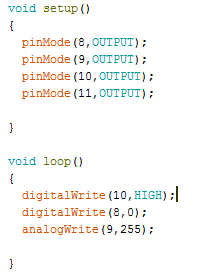 void setup()
{
pinMode(8,OUTPUT);
pinMode(9,OUTPUT);
pinMode(10,OUTPUT);
pinMode(11,OUTPUT);
}
void loop()
{
digitalWrite(10,HIGH);
digitalWrite(8,0);
analogWrite(9,255);
}